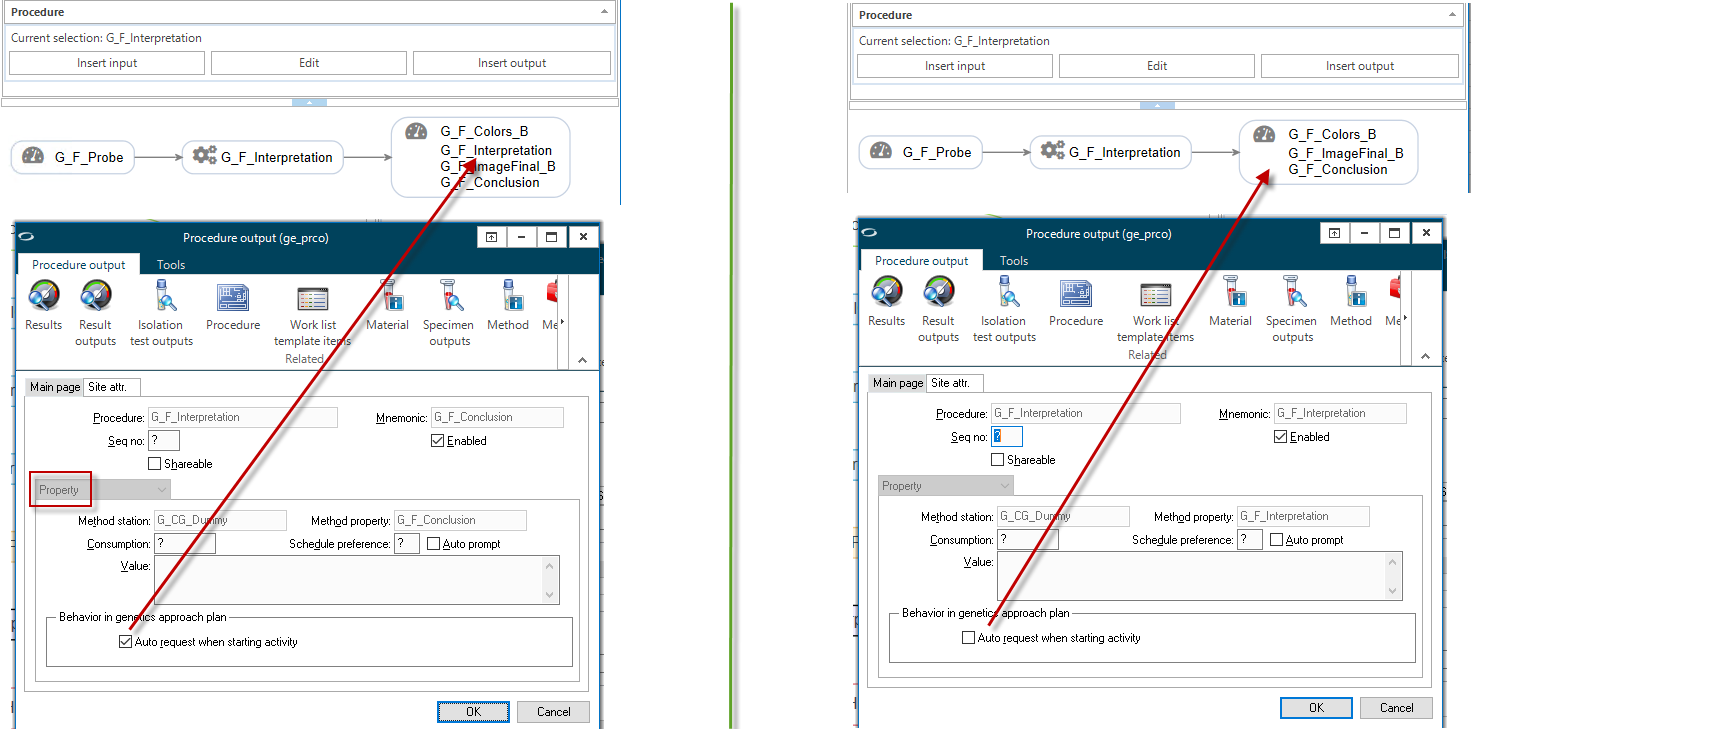 Procedure
Current selection: G_F_Interpretation
Insert input
Edit
Insert output
G_F_Probe
G_F_Interpretation
G_F_Colors_B
G_F_Interpretation
G_F_ImageFinal_B
G_F_Conclusion
Procedure output (ge_prco)
Procedure output
Tools
Results
Result outputs
Isolation test outputs
Procedure
Work list template items
Material
Specimen outputs
Method
Me
Related
Main page
Site attr.
Procedure: G_F_Interpretation
Mnemonic: G_F_Conclusion
Seq no: ?
Enabled
Shareable
Property
Method station: G_CG_Dummy
Method property: G_F_Conclusion
Consumption: ?
Schedule preference: ?
Auto prompt
Value:
Behavior in genetics approach plan
Auto request when starting activity
OK
Cancel
Procedure
Current selection: G_F_Interpretation
Insert input
Edit
Insert output
G_F_Probe
G_F_Interpretation
G_F_Colors_B
G_F_ImageFinal_B
G_F_Conclusion
Procedure output (ge_prco)
Procedure output
Tools
Results
Result outputs
Isolation test outputs
Procedure
Work list template items
Material
Specimen outputs
Method
Me
Related
Main page
Site attr.
Procedure: G_F_Interpretation
Mnemonic: G_F_Interpretation
Seq no: ?
Enabled
Shareable
Property
Method station: G_CG_Dummy
Method property: G_F_Interpretation
Consumption: ?
Schedule preference: ?
Auto prompt
Value:
Behavior in genetics approach plan
Auto request when starting activity
OK
Cancel